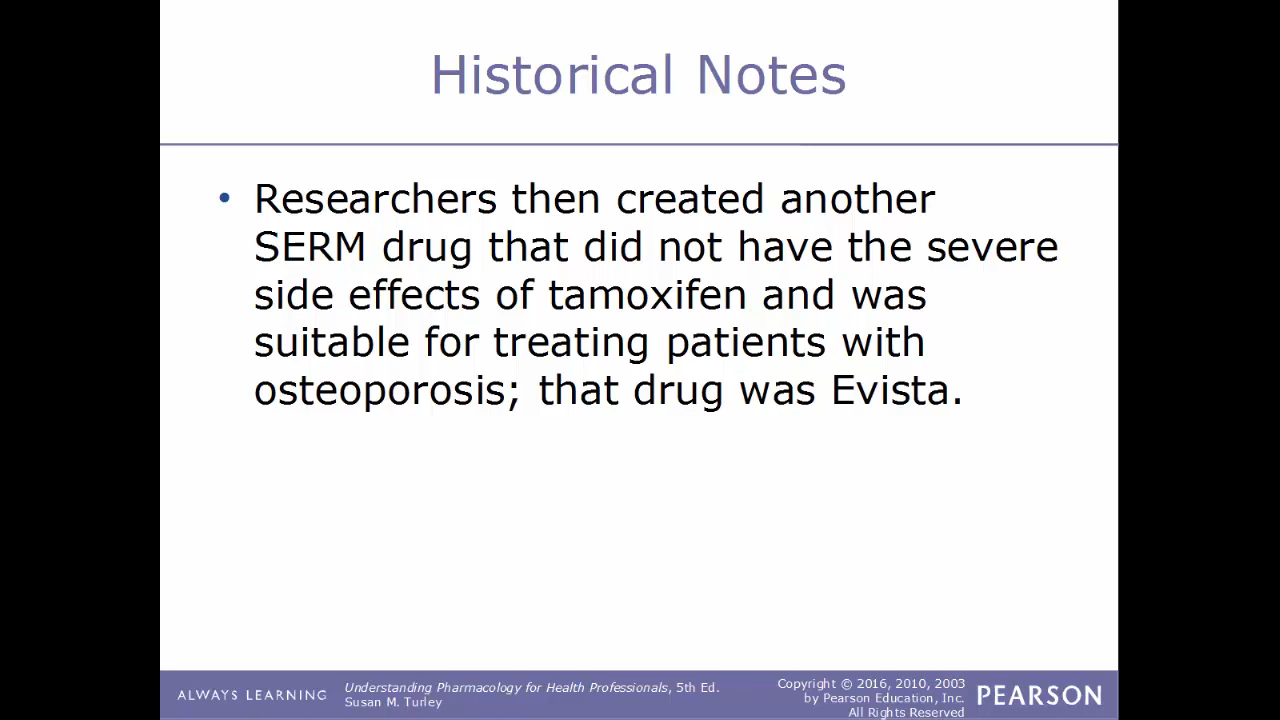 Historical Notes
• Researchers then created another
SERM drug that did not have the severe
side effects of tamoxifen and was
suitable for treating patients with
osteoporosis; that drug was Evista.
ALWAYS LEARNING
Understanding Pharmacology for Health Professionals, 5th Ed.
Susan M. Turley
Copyright © 2016, 2010, 2003
by Pearson Education, Inc.
All Rights Reserved
PEARSON